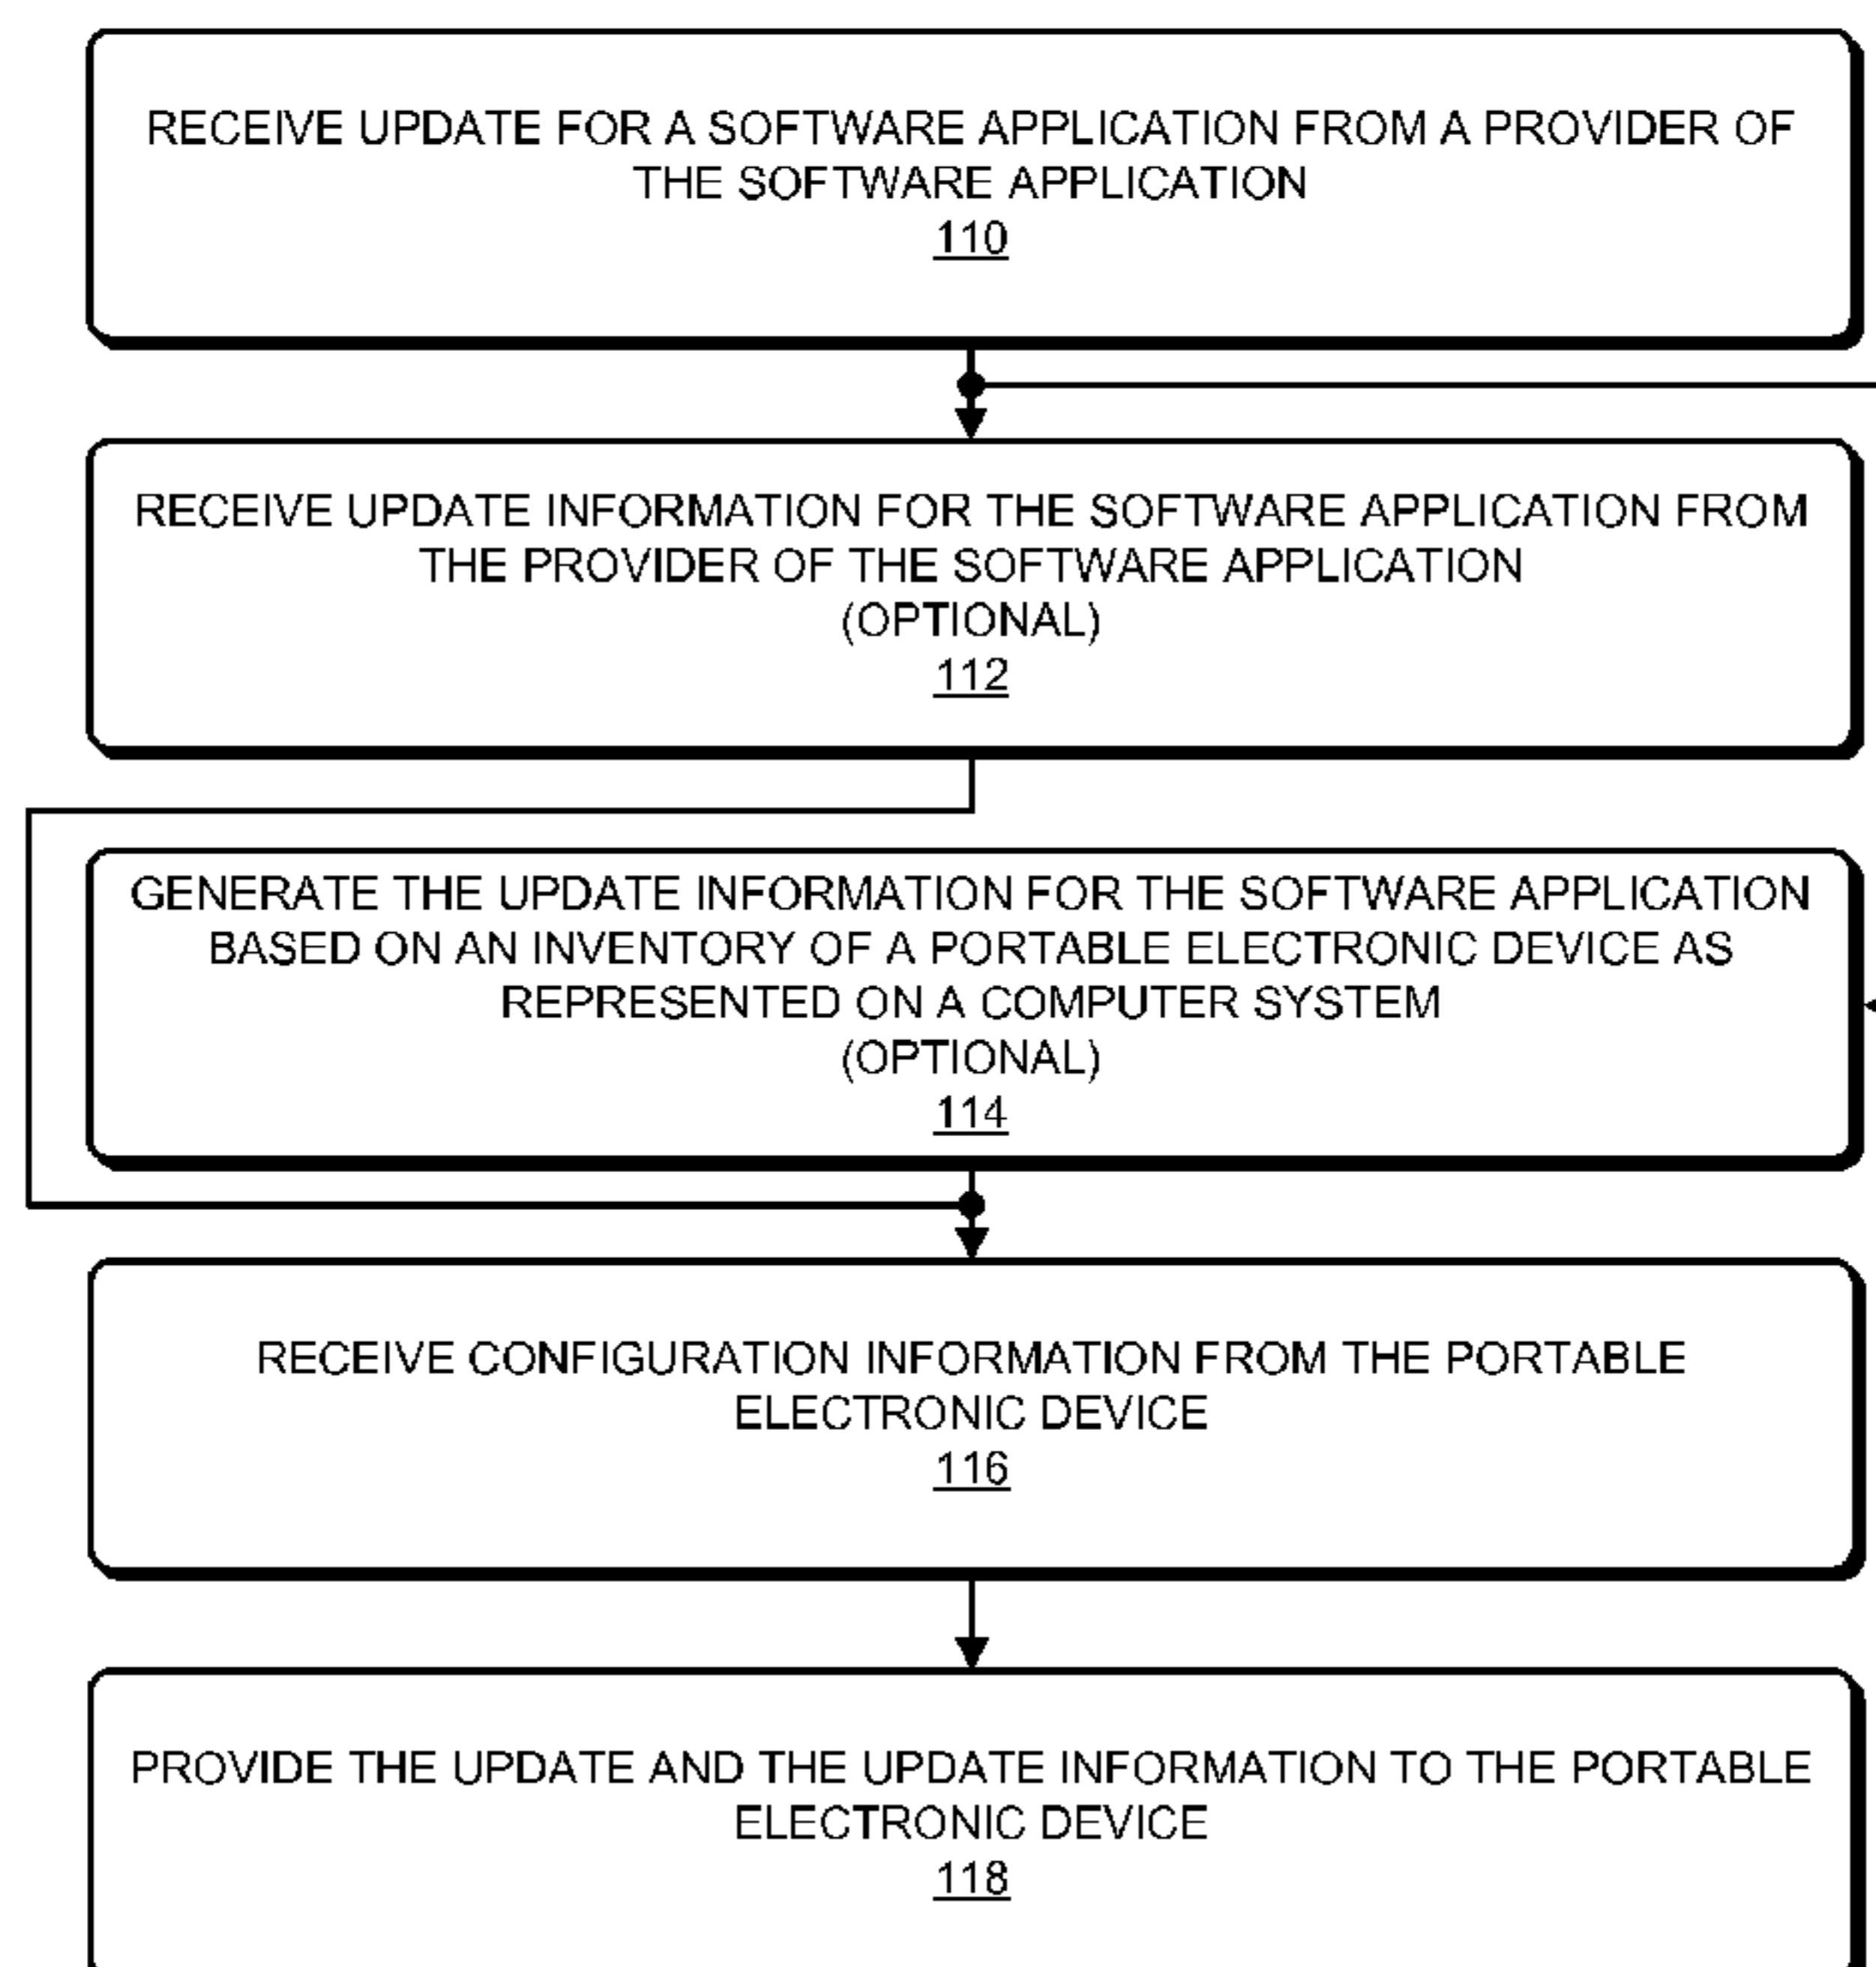 RECEIVE UPDATE FOR A SOFTWARE APPLICATION FROM A PROVIDER OF
THE SOFTWARE APPLICATION
110
RECEIVE UPDATE INFORMATION FOR THE SOFTWARE APPLICATION FROM
THE PROVIDER OF THE SOFTWARE APPLICATION
(OPTIONAL)
112
GENERATE THE UPDATE INFORMATION FOR THE SOFTWARE APPLICATION
BASED ON AN INVENTORY OF A PORTABLE ELECTRONIC DEVICE AS
REPRESENTED ON A COMPUTER SYSTEM
(OPTIONAL)
114
RECEIVE CONFIGURATION INFORMATION FROM THE PORTABLE
ELECTRONIC DEVICE
116
PROVIDE THE UPDATE AND THE UPDATE INFORMATION TO THE PORTABLE
ELECTRONIC DEVICE
118